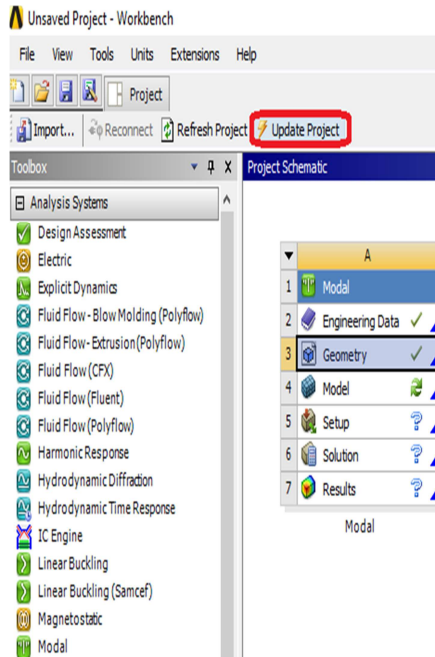 Unsaved Project - Workbench
File View Tools Units Extensions Help
Project
Import... Reconnect Refresh Project Update Project
Toolbox
Project Schematic
Analysis Systems
Design Assessment
Electric
Explicit Dynamics
Fluid Flow - Blow Molding (Polyflow)
Fluid Flow - Extrusion (Polyflow)
Fluid Flow (CFX)
Fluid Flow (Fluent)
Fluid Flow (Polyflow)
Harmonic Response
Hydrodynamic Diffraction
Hydrodynamic Time Response
IC Engine
Linear Buckling
Linear Buckling (Samcef)
Magnetostatic
Modal
A
1 Modal
2 Engineering Data
3 Geometry
4 Model
5 Setup
6 Solution
7 Results
Modal